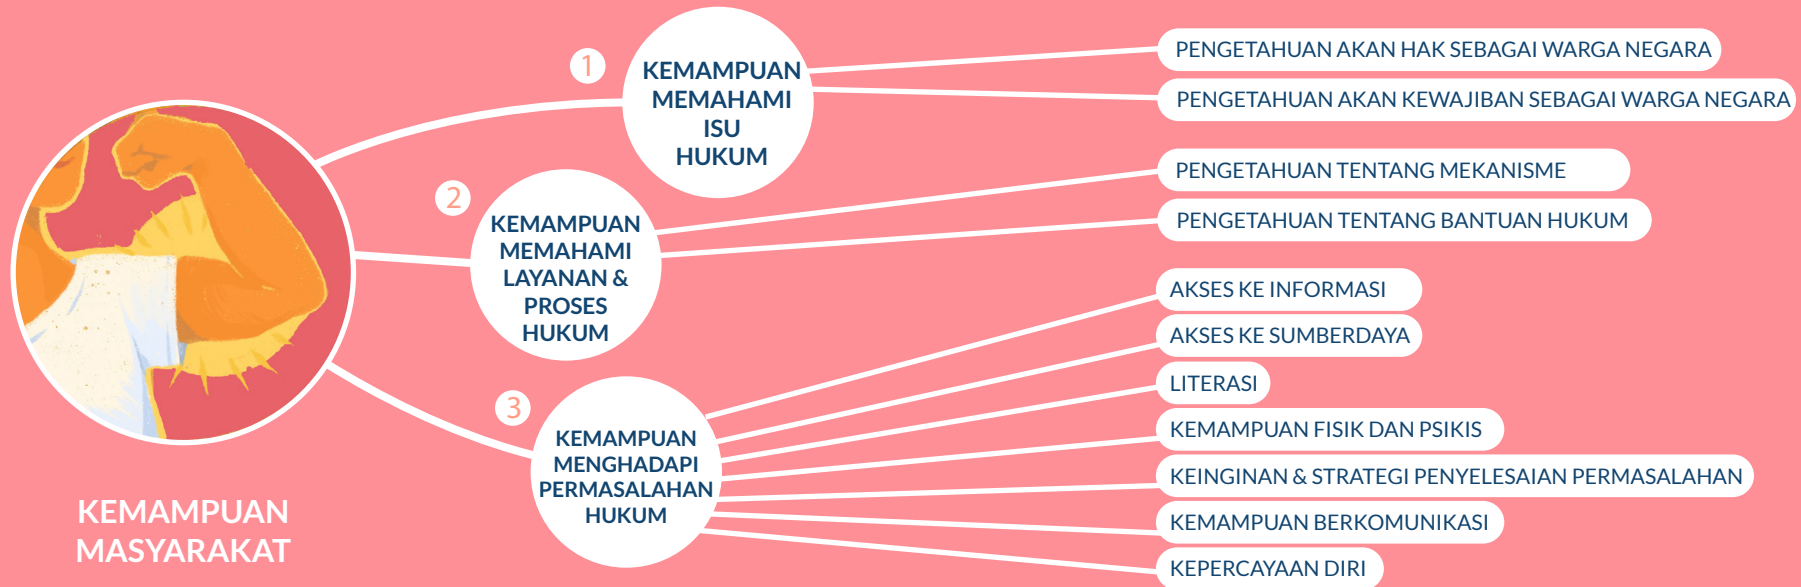 1
KEMAMPUAN
MEMAHAMI
ISU
HUKUM
PENGETAHUAN AKAN HAK SEBAGAI WARGA NEGARA
PENGETAHUAN AKAN KEWAJIBAN SEBAGAI WARGA NEGARA
2
KEMAMPUAN
MEMAHAMI
LAYANAN &
PROSES
HUKUM
PENGETAHUAN TENTANG MEKANISME
PENGETAHUAN TENTANG BANTUAN HUKUM
3
KEMAMPUAN
MENGHADAPI
PERMASALAHAN
HUKUM
AKSES KE INFORMASI
AKSES KE SUMBERDAYA
LITERASI
KEMAMPUAN FISIK DAN PSIKIS
KEINGINAN & STRATEGI PENYELESAIAN PERMASALAHAN
KEMAMPUAN BERKOMUNIKASI
KEPERCAYAAN DIRI
KEMAMPUAN
MASYARAKAT